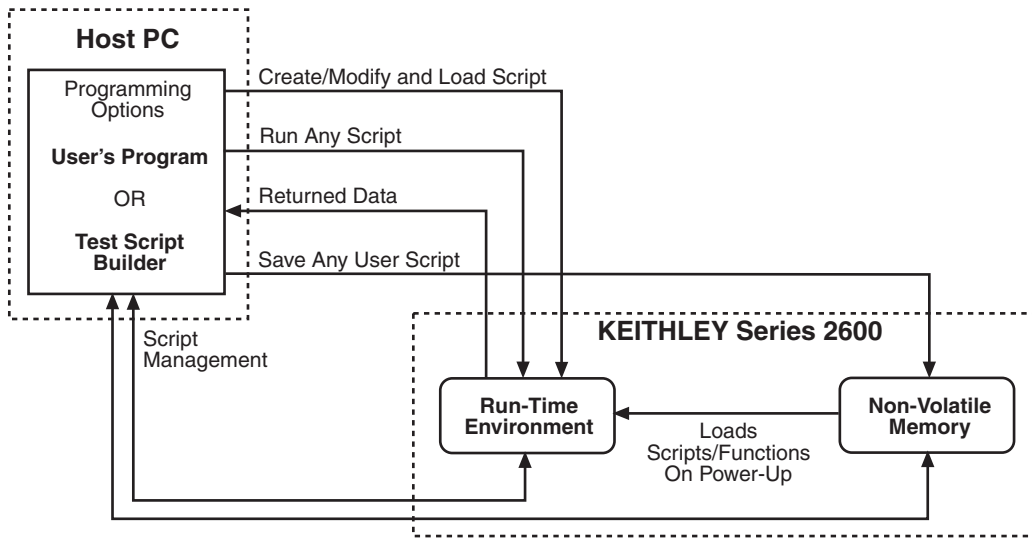 Host PC
Programming
Options
User's Program
OR
Test Script
Builder
Create/Modify and Load Script
Run Any Script
Returned Data
Save Any User Script
Script
Management
KEITHLEY Series 2600
Run-Time
Environment
Non-Volatile
Memory
Loads
Scripts/Functions
On Power-Up